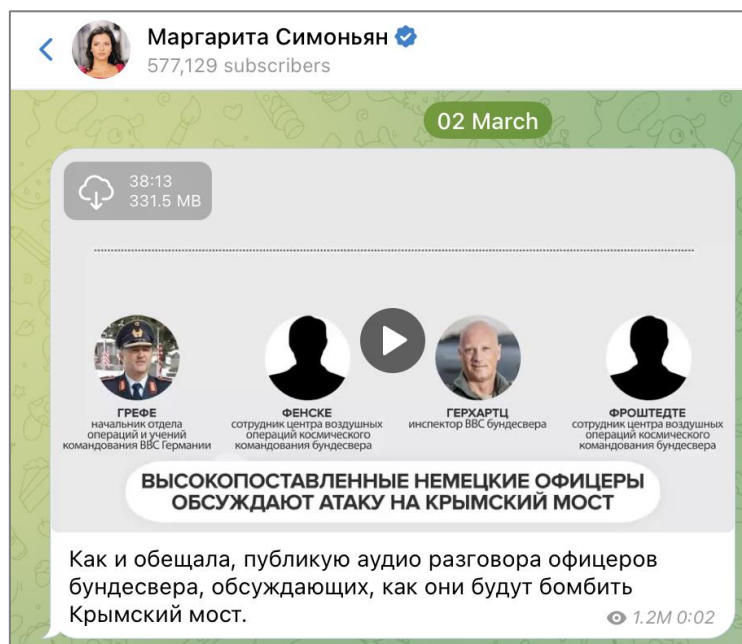 Маргарита Симоньян
577,129 subscribers
02 March
38:13
331.5 MB
ГРЕФЕ
начальник отдела
операций и учений
командования ВВС Германии
ФЕНСКЕ
сотрудник центра воздушных
операций космического
командования бундесвера
ГЕРХАРТЦ
инспектор ВВС бундесвера
ФРОШТЕДТЕ
сотрудник центра воздушных
операций космического
командования бундесвера
ВЫСОКОПОСТАВЛЕННЫЕ НЕМЕЦКИЕ ОФИЦЕРЫ
ОБСУЖДАЮТ АТАКУ НА КРЫМСКИЙ МОСТ
Как и обещала, публикую аудио разговора офицеров
бундесвера, обсуждающих, как они будут бомбить
Крымский мост.
1.2M 0:02